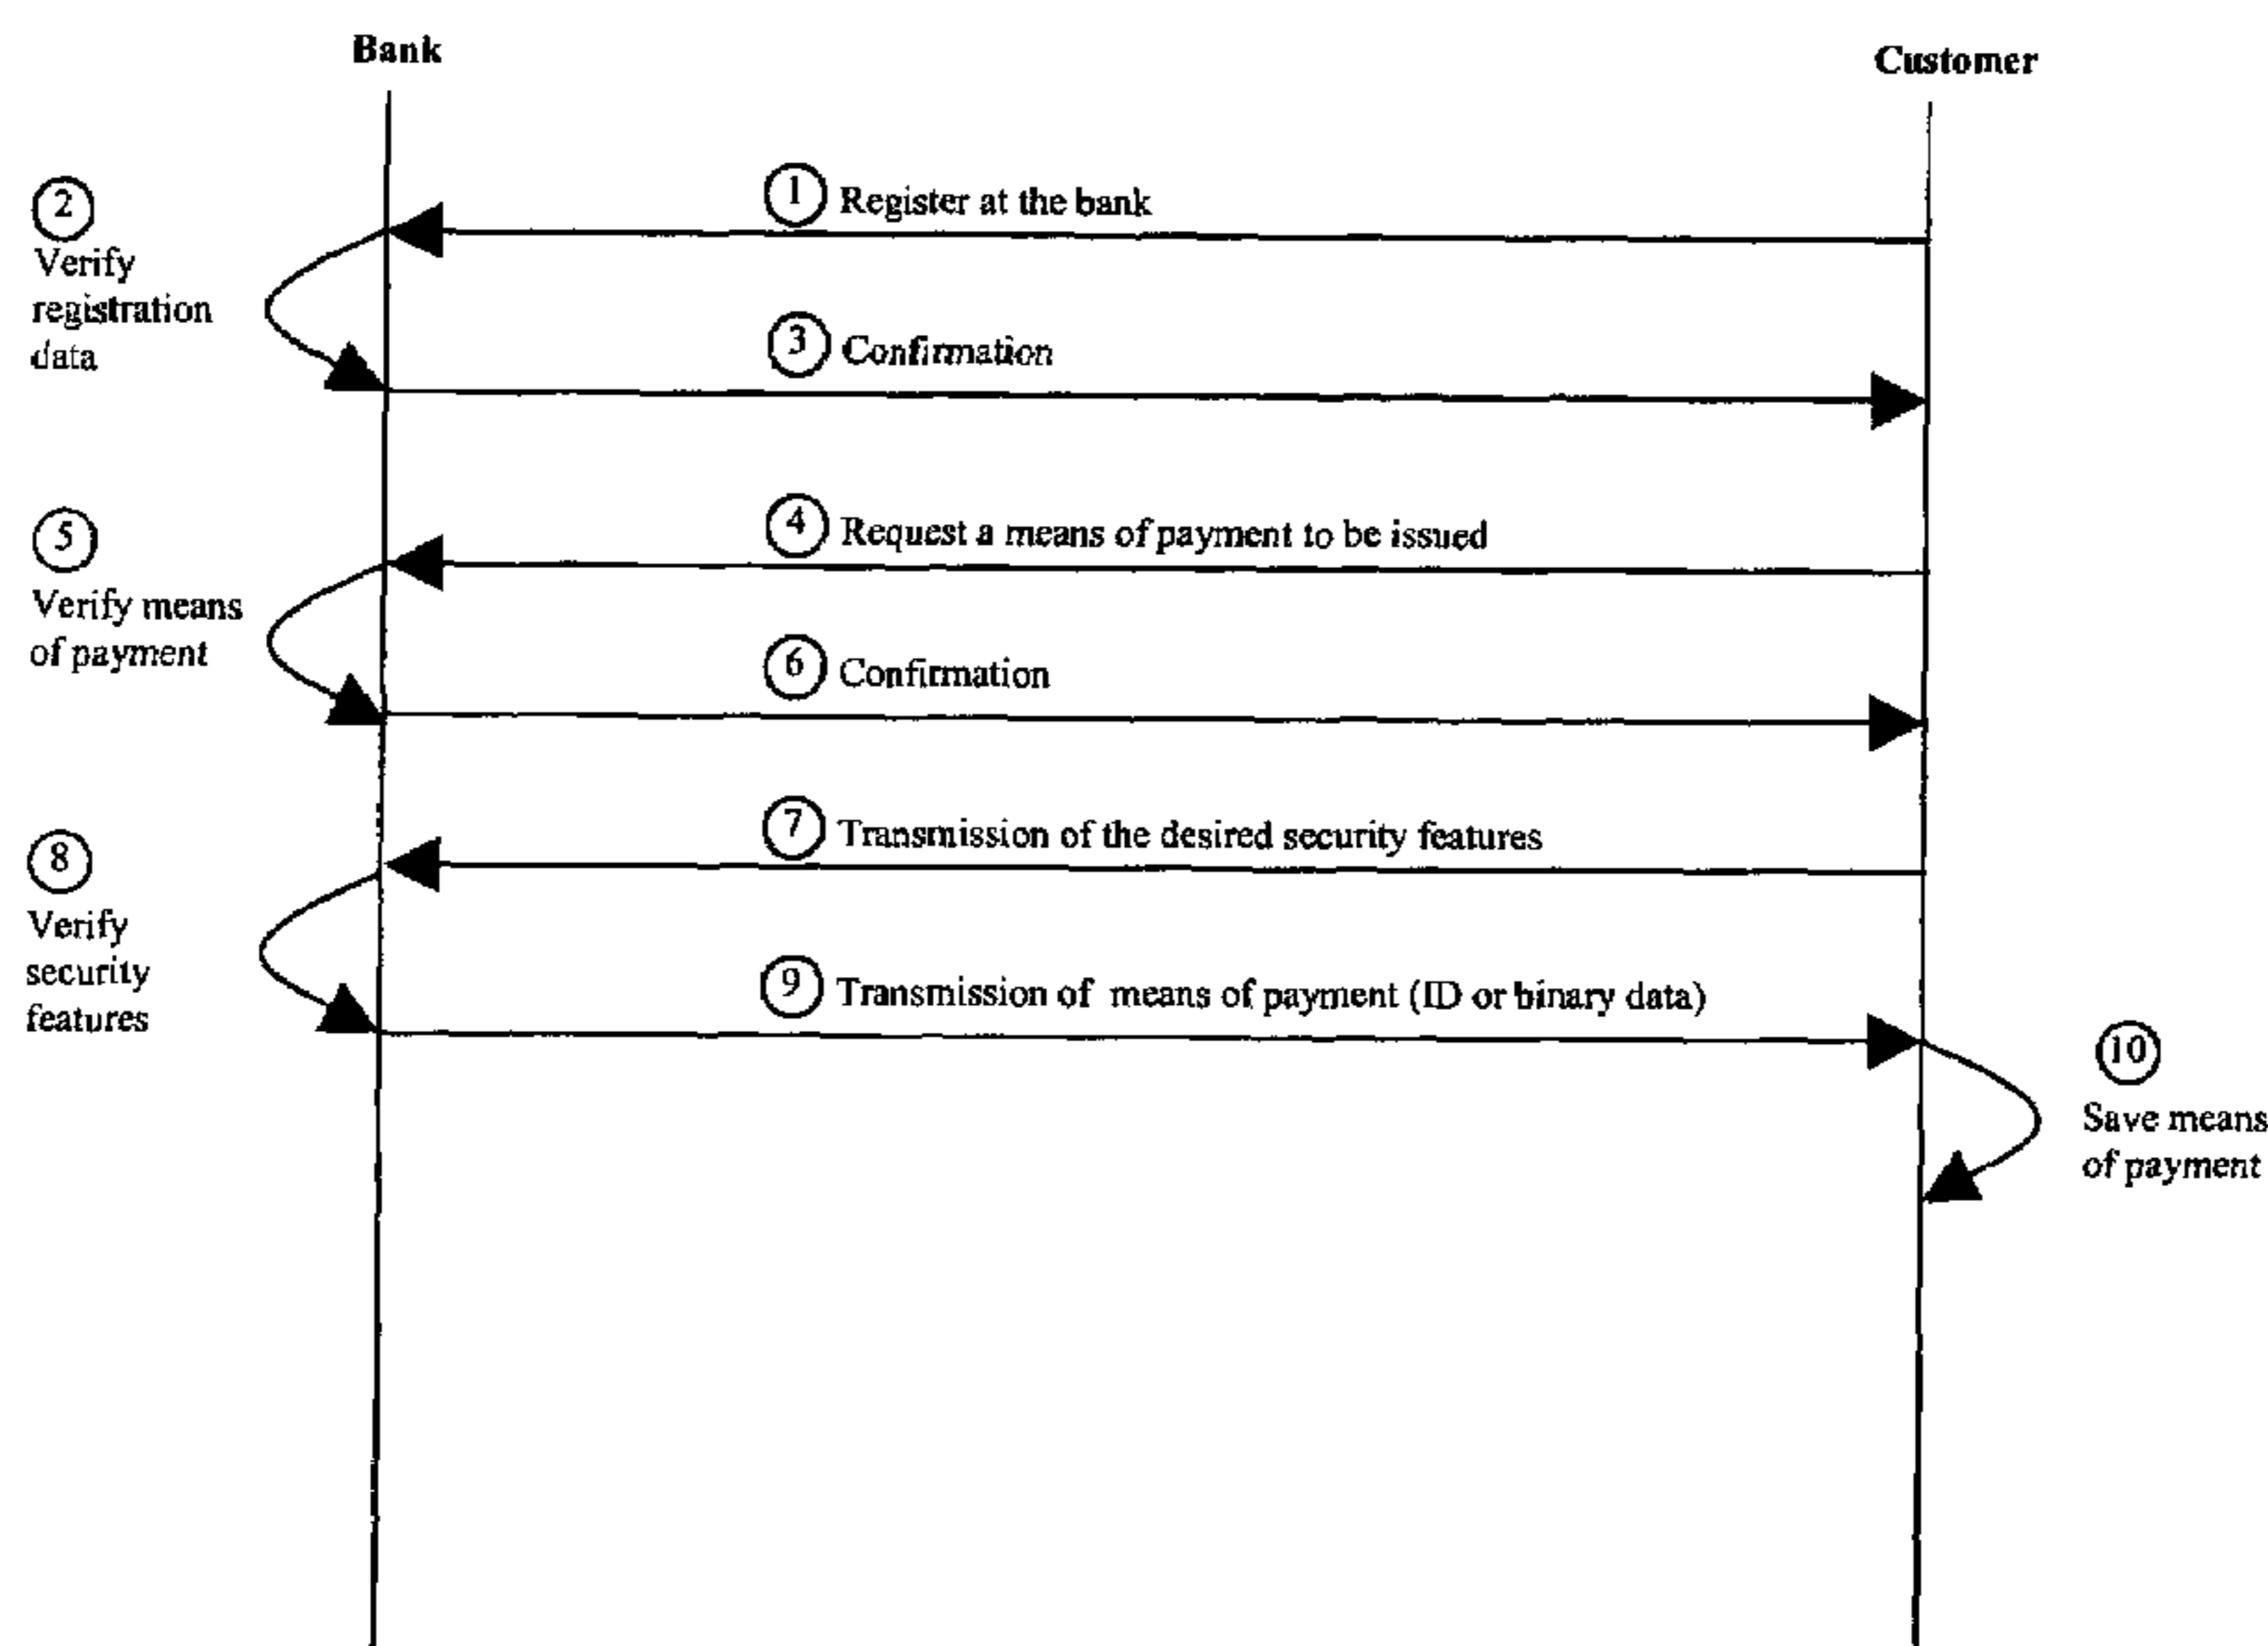 Bank
Customer
1 Register at the bank
2
Verify
registration
data
3 Confirmation
4 Request a means of payment to be issued
5
Verify means
of payment
6 Confirmation
7 Transmission of the desired security features
8
Verify
security
features
9 Transmission of means of payment (ID or binary data)
10
Save means
of payment